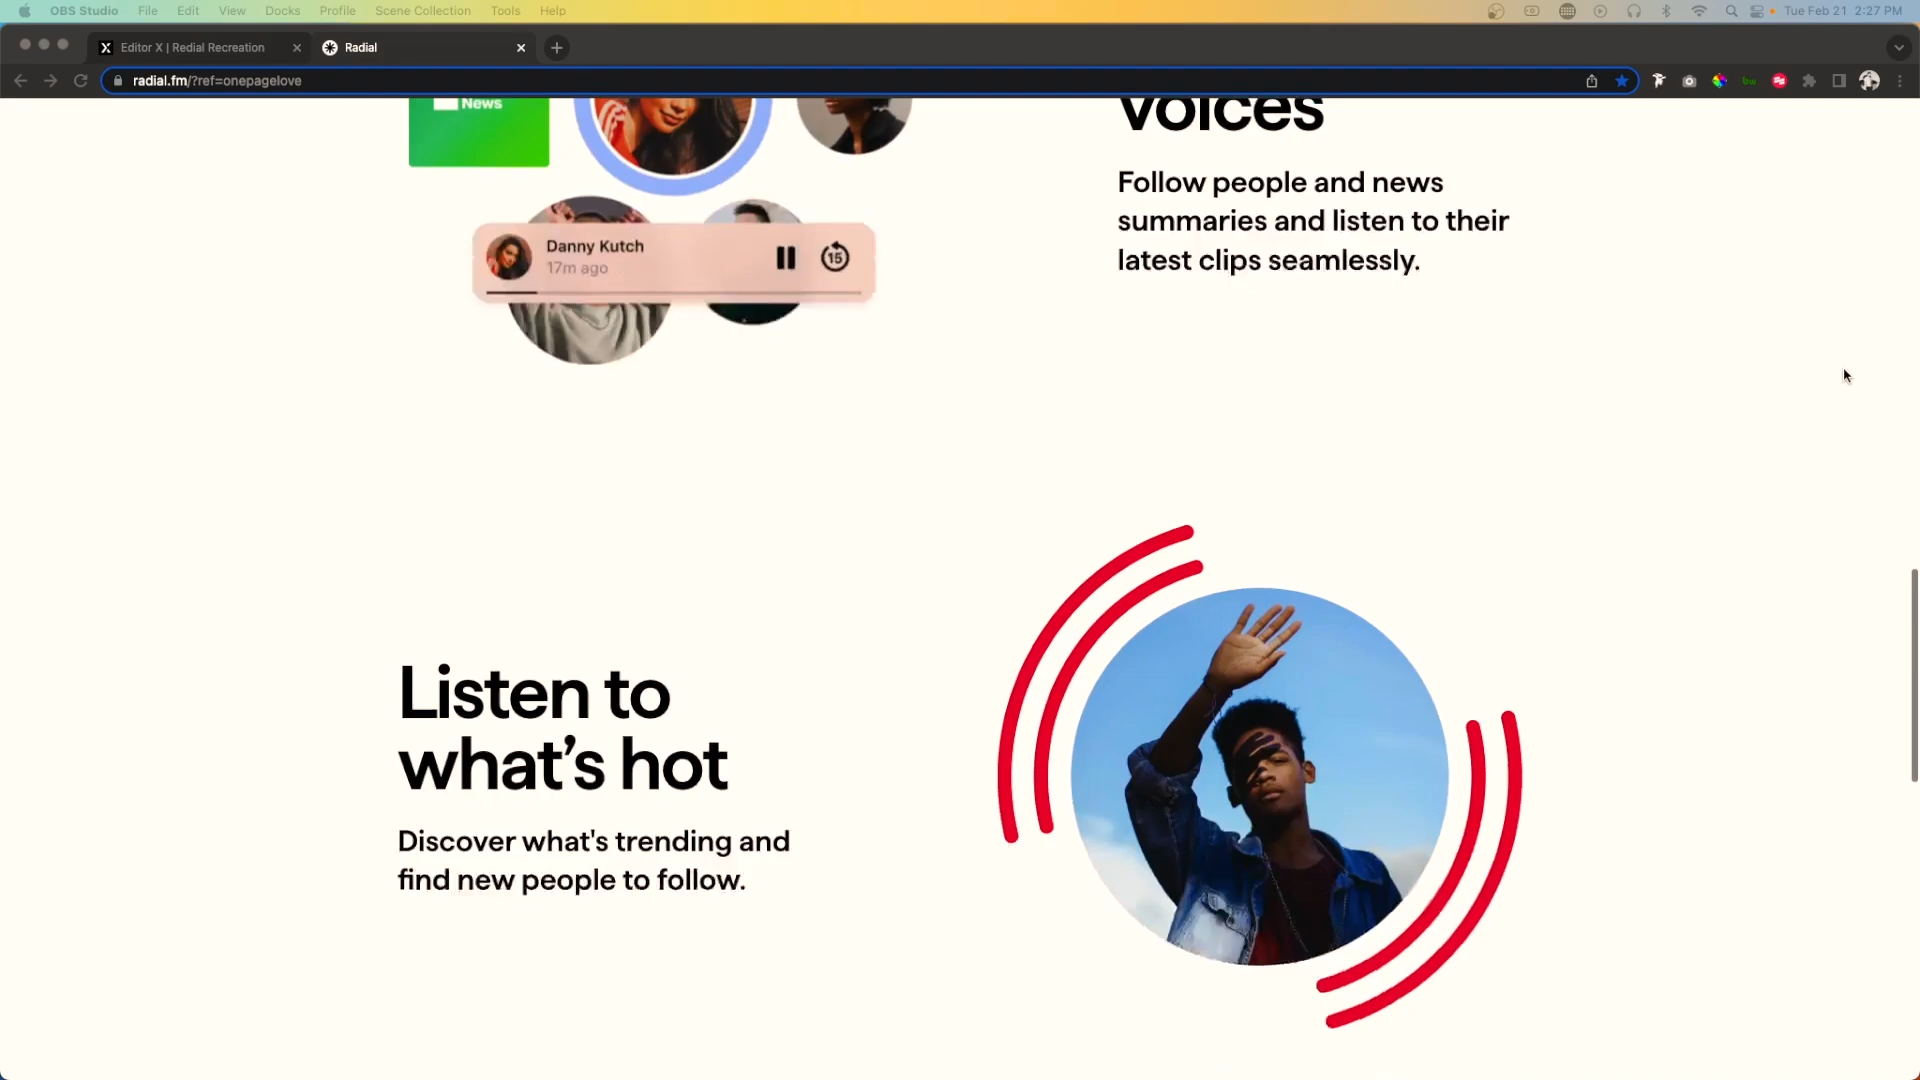 OBS Studio File Edit View Docks Profile Scene Collection Tools Help Tue Feb 21 2:27 PM
Editor X | Redial Recreation Radial
radial.fm/?ref=onepagelove
News
voices
Follow people and news
summaries and listen to their
latest clips seamlessly.
Danny Kutch
17m ago
15
Listen to
what’s hot
Discover what's trending and
find new people to follow.